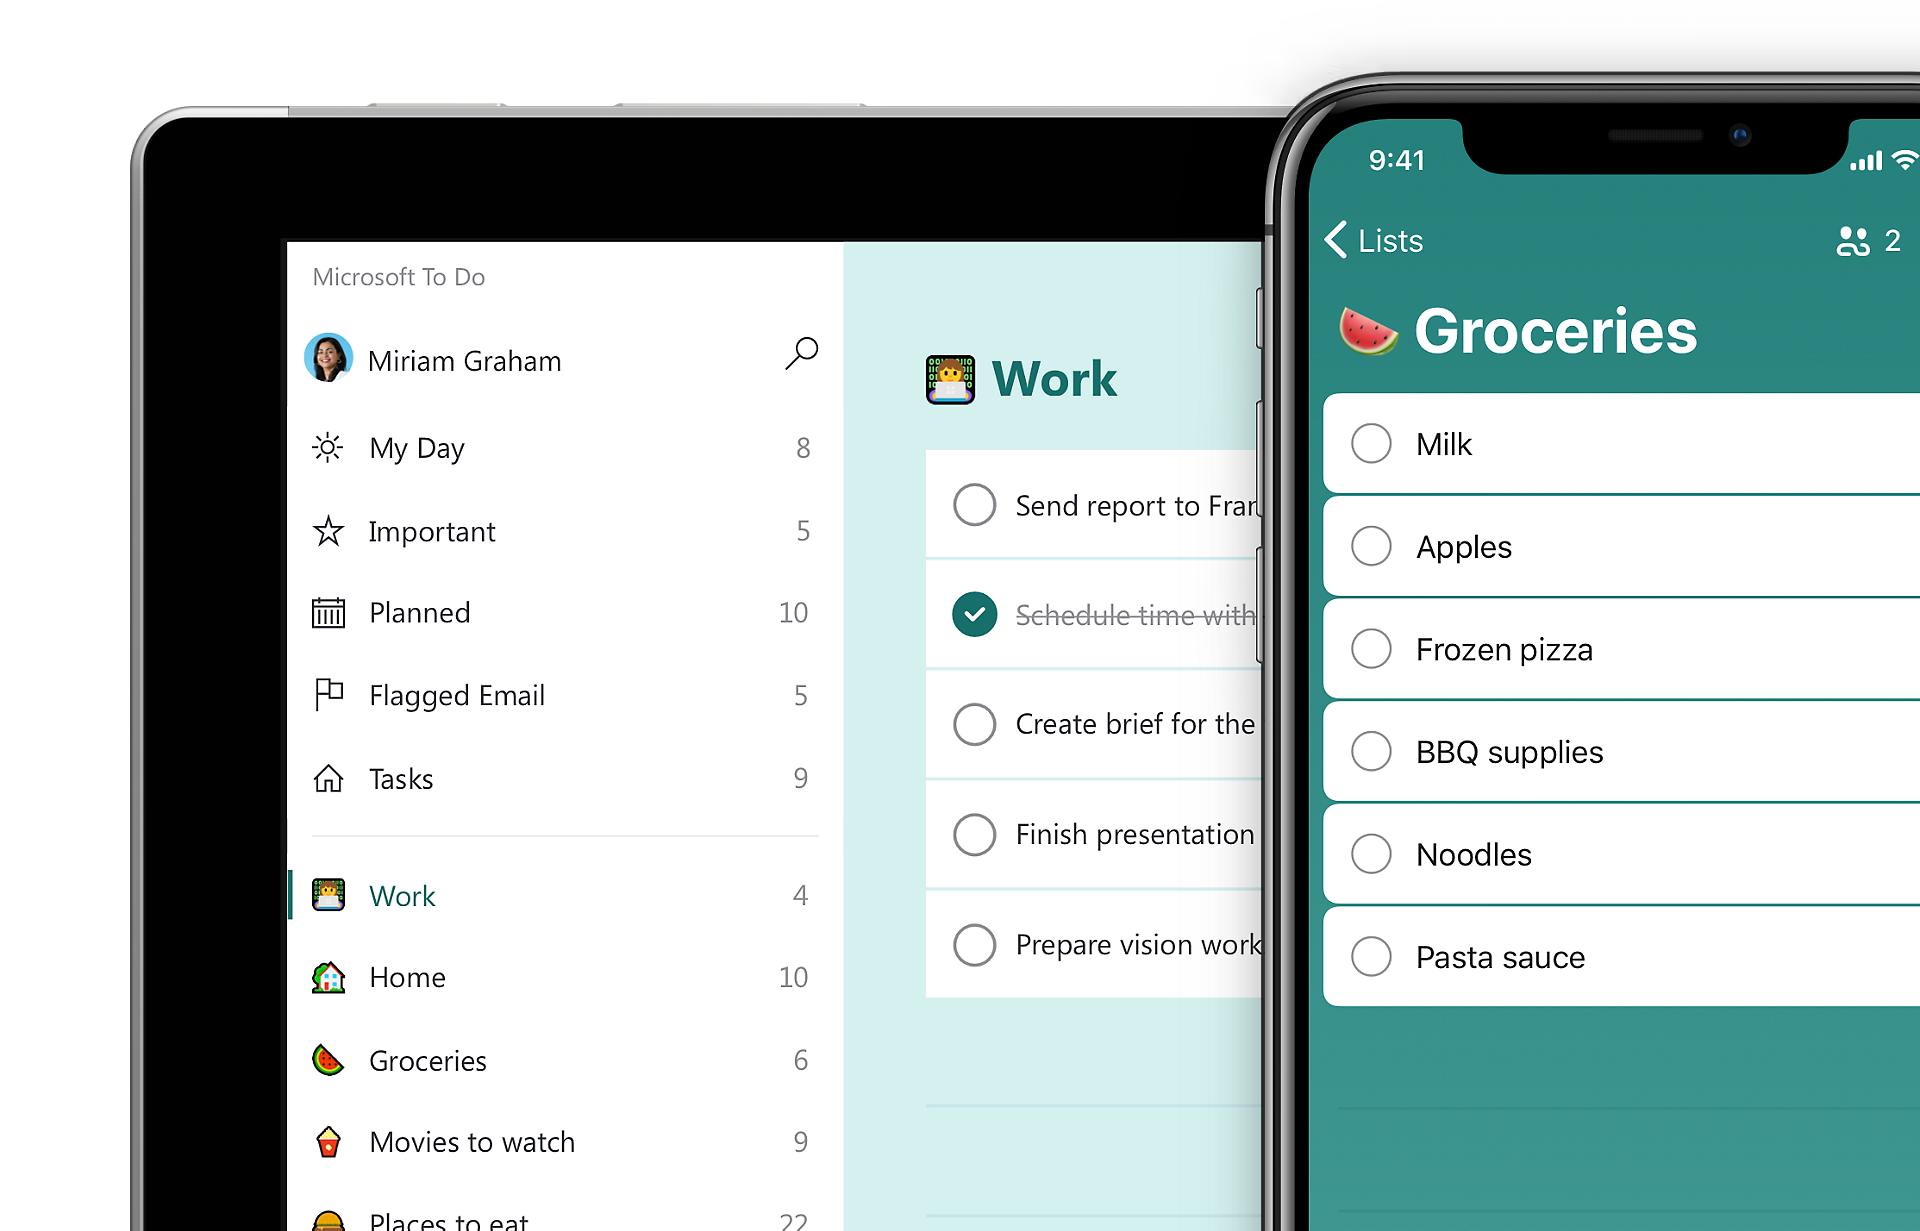 Microsoft To Do
Miriam Graham
My Day 8
Important 5
Planned 10
Flagged Email 5
Tasks 9
Work 4
Home 10
Groceries 6
Movies to watch 9
Places to eat 22
Work
Send report to
Schedule time with
Create brief for the
Finish presentation
Prepare vision
9:41
Lists 2
Groceries
Milk
Apples
Frozen pizza
BBQ supplies
Noodles
Pasta sauce